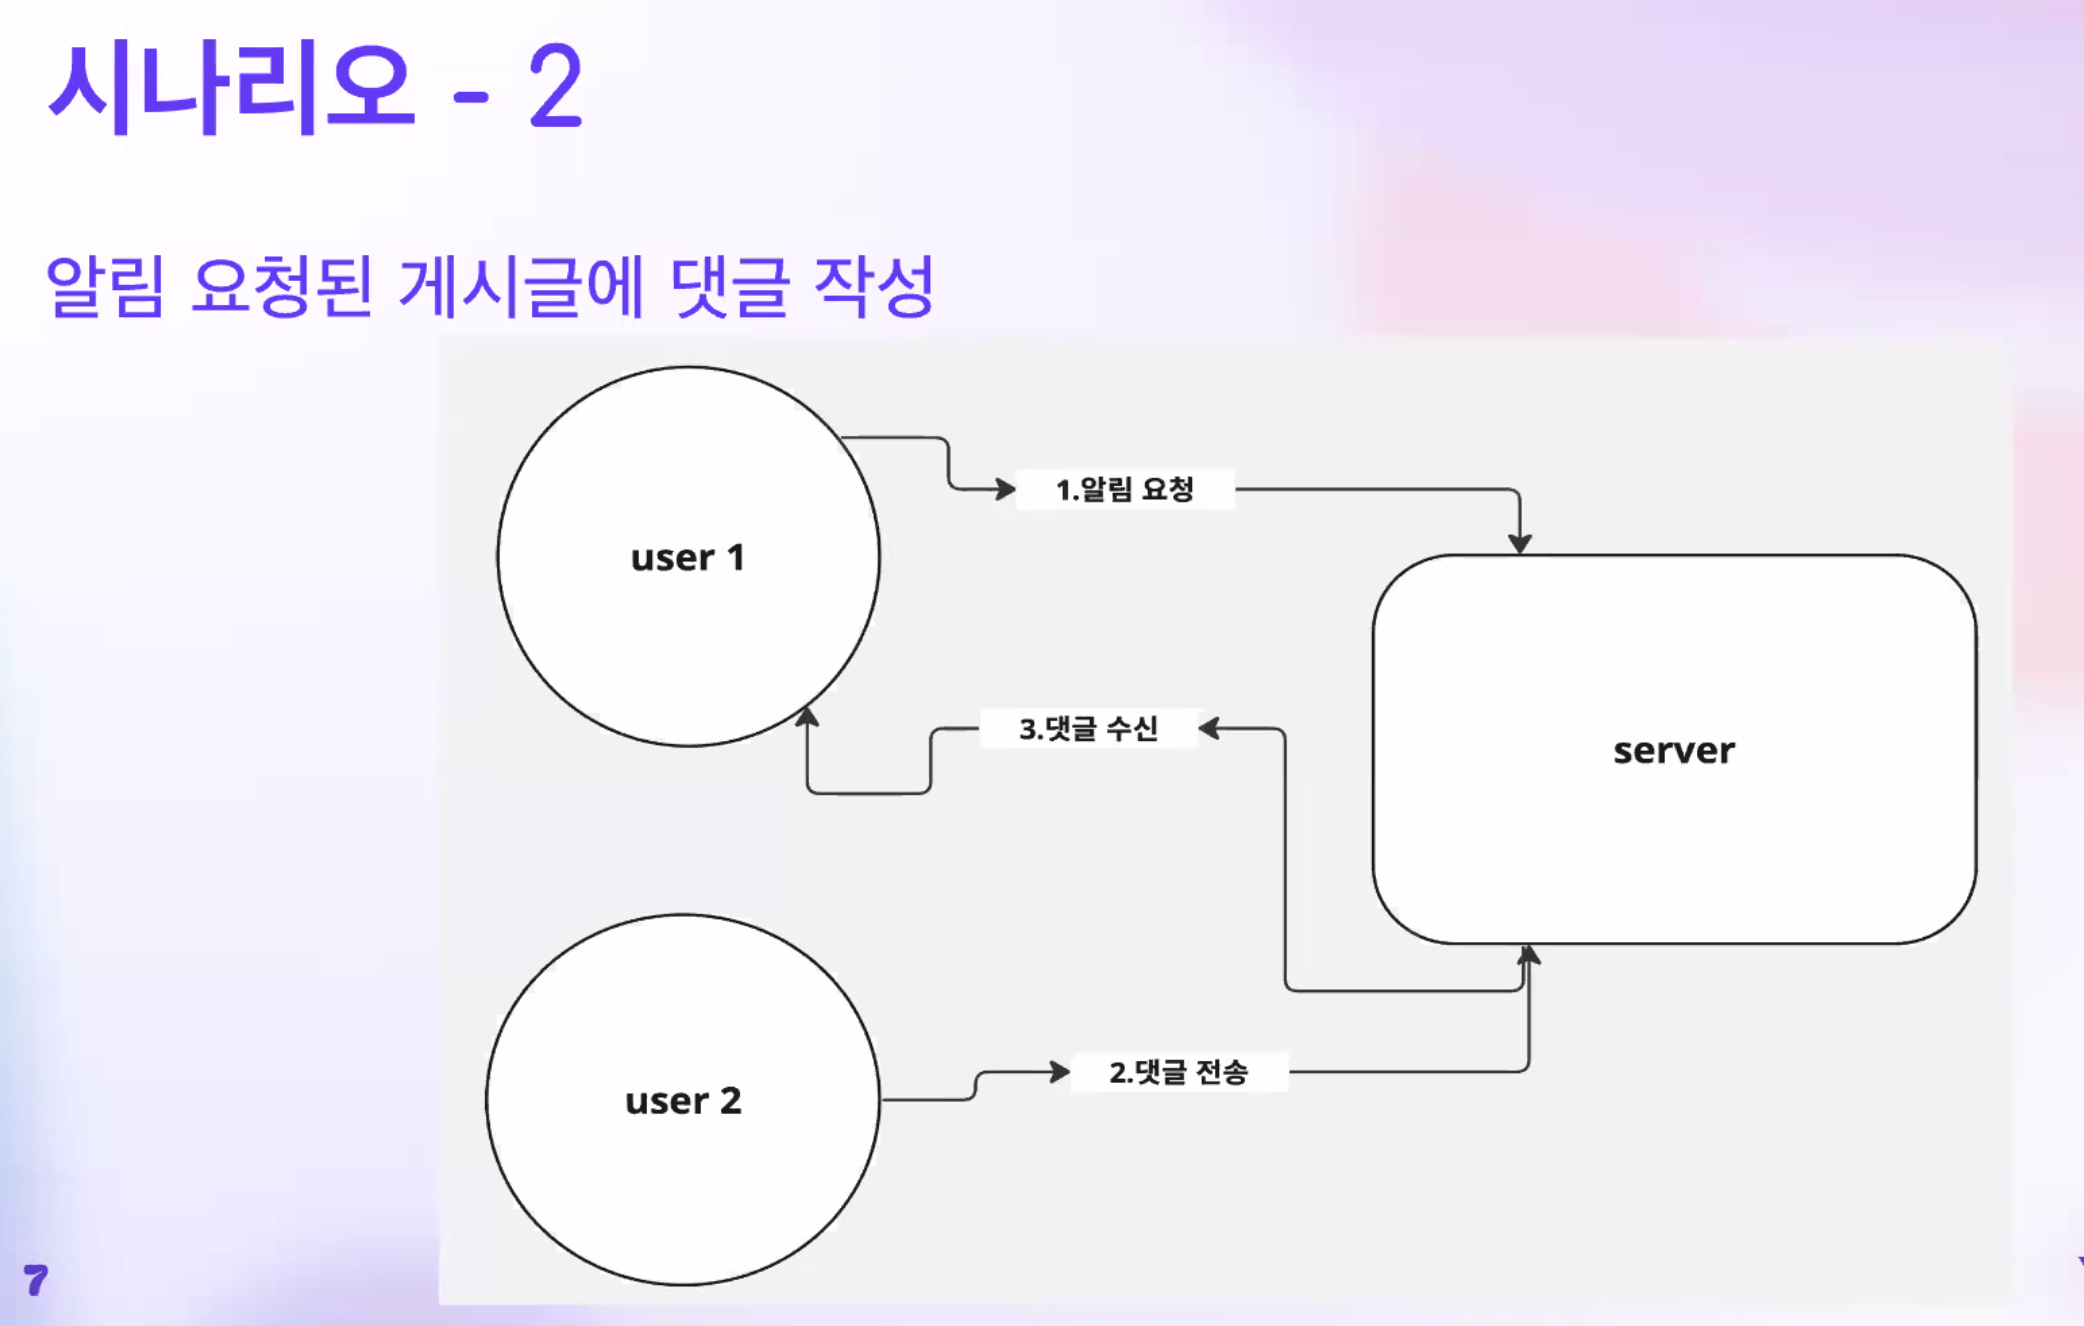 시나리오 - 2
알림 요청된 게시글에 댓글 작성
1.알림 요청
user 1
3.댓글 수신
server
2.댓글 전송
user 2
7